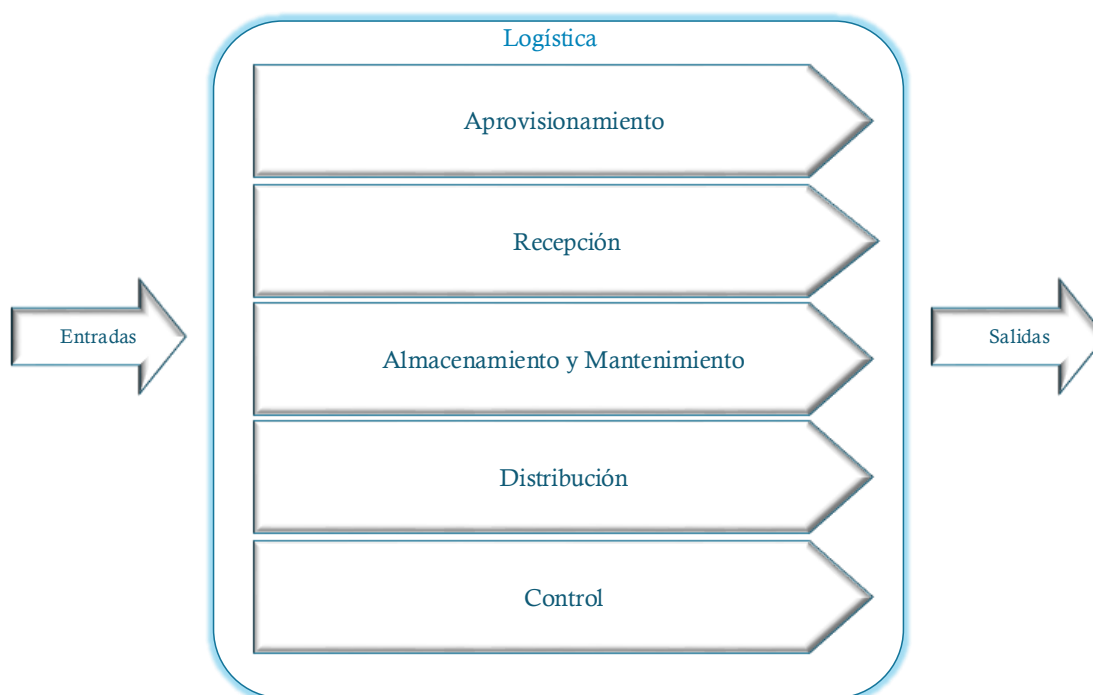 Logística
Aprovisionamiento
Recepción
Entradas
Almacenamiento y Mantenimiento
Salidas
Distribución
Control